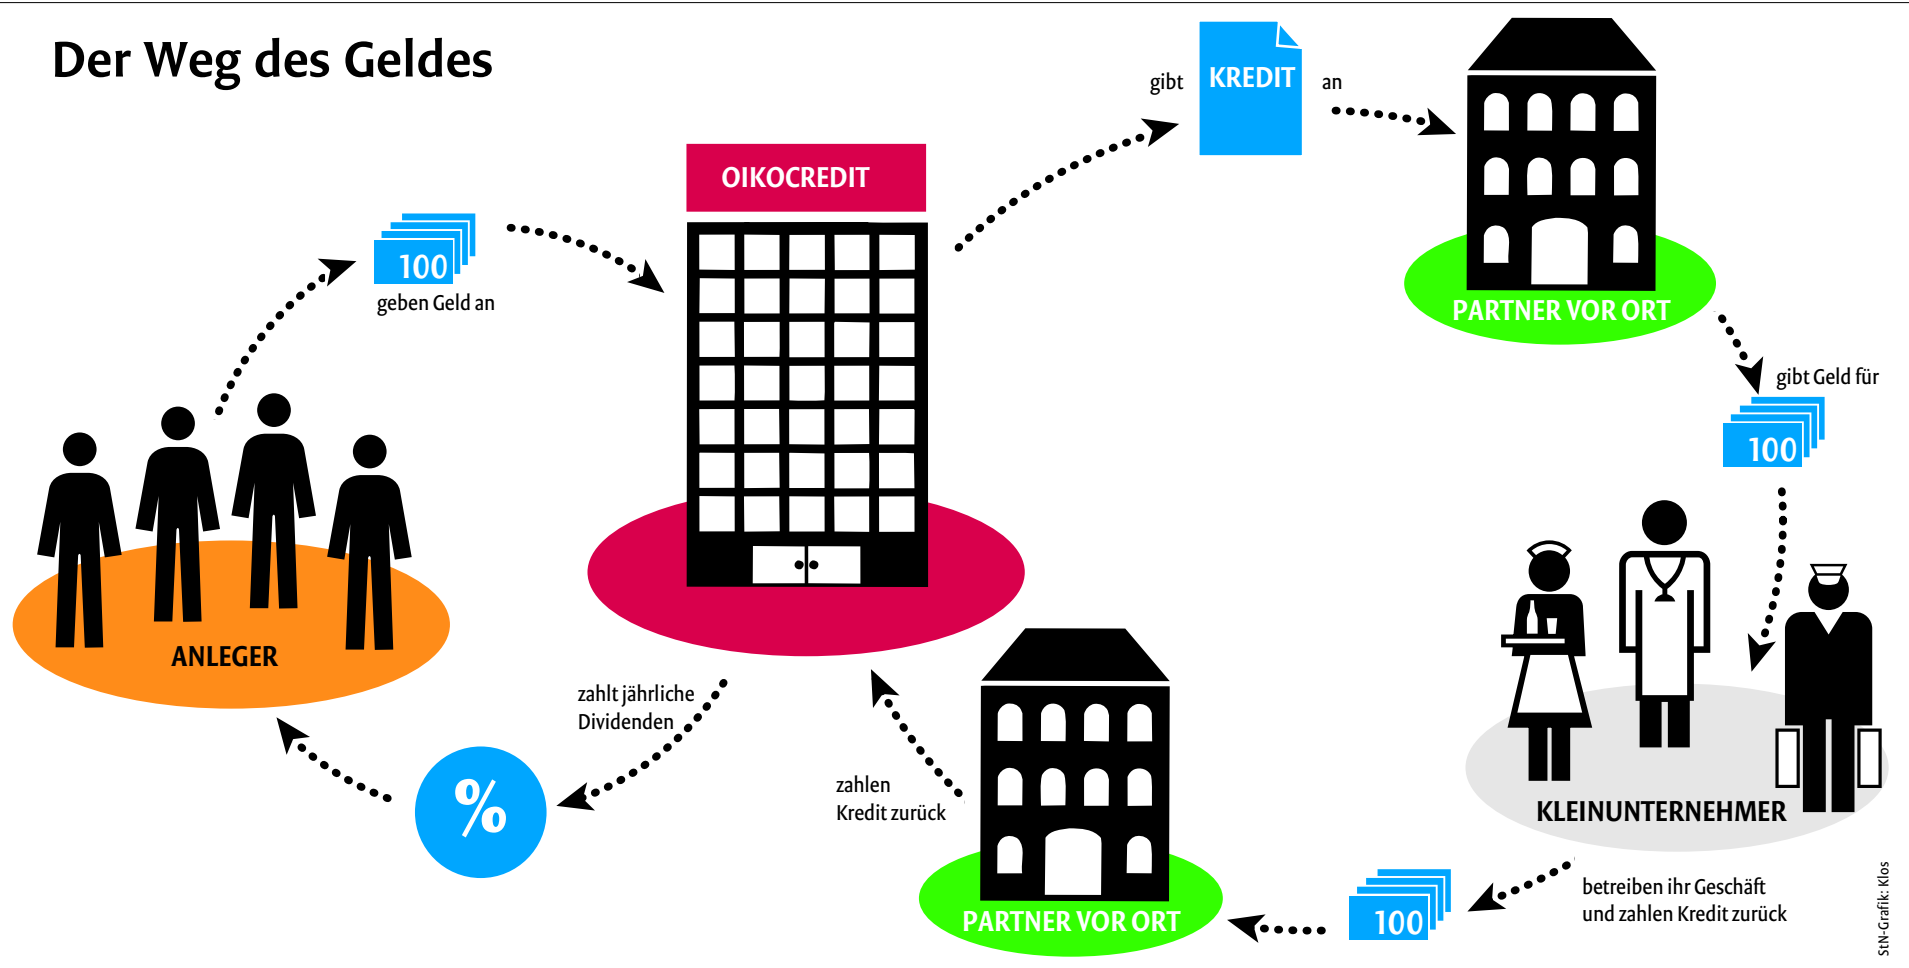 Der Weg des Geldes
gibt
KREDIT
an
OIKOCREDIT
100
geben Geld an
PARTNER VOR ORT
gibt Geld für
100
ANLEGER
zahlt jährliche
Dividenden
%
zahlen
Kredit zurück
PARTNER VOR ORT
KLEINUNTERNEHMER
betreiben ihr Geschäft
und zahlen Kredit zurück
100
StN-Grafik: Klos